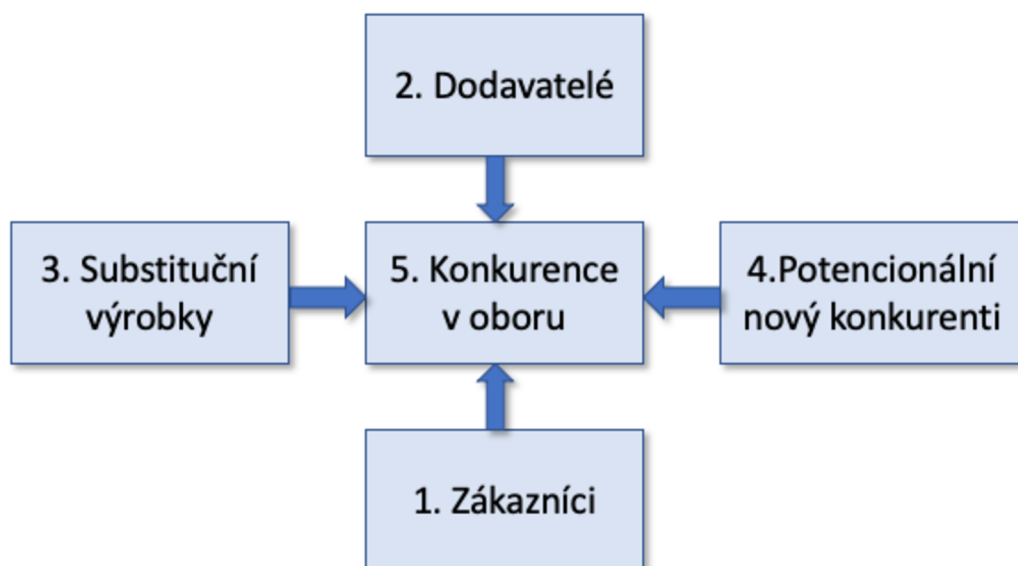 2. Dodavatelé
3. Substituční
výrobky
5. Konkurence
v oboru
4.Potencionální
nový konkurenti
1. Zákazníci